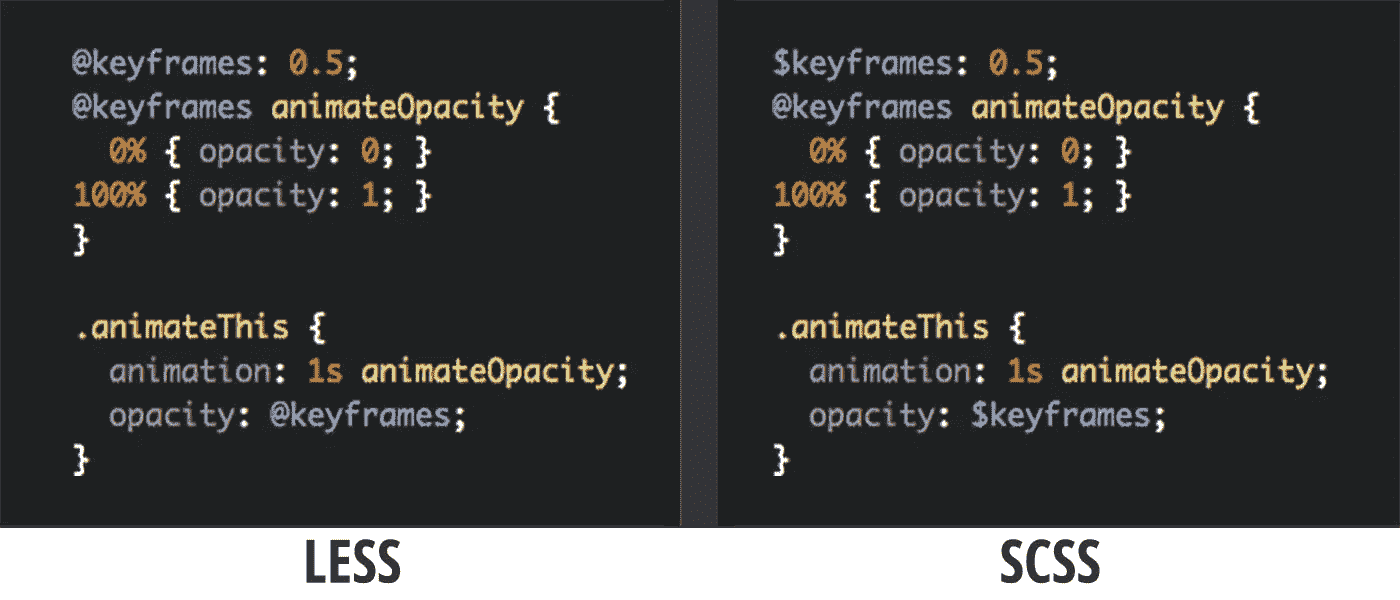 @keyframes: 0.5;
@keyframes animateOpacity {
  0% { opacity: 0; }
100% { opacity: 1; }
}

.animateThis {
  animation: 1s animateOpacity;
  opacity: @keyframes;
}
LESS
$keyframes: 0.5;
@keyframes animateOpacity {
  0% { opacity: 0; }
100% { opacity: 1; }
}

.animateThis {
  animation: 1s animateOpacity;
  opacity: $keyframes;
}
SCSS